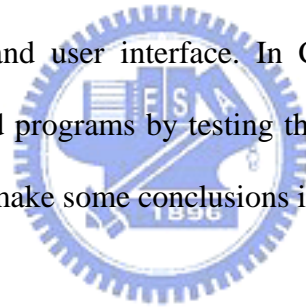 and user interface. In C
d programs by testing th
make some conclusions i
E S A
1896